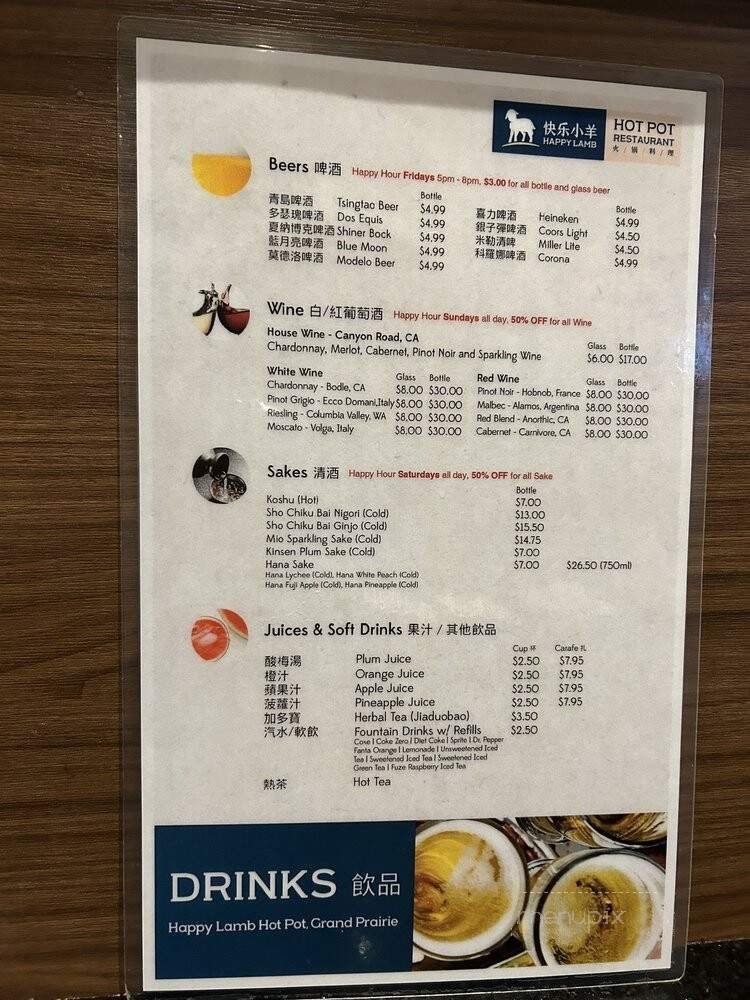 快乐小羊
HAPPY LAMB
HOT POT
RESTAURANT
火 / 鍋 / 料 / 理
Beers 啤酒 Happy Hour Fridays 5pm - 8pm, $3.00 for all bottle and glass beer
Bottle Bottle
青島啤酒 Tsingtao Beer $4.99 喜力啤酒 Heineken $4.99
多瑟瑰啤酒 Dos Equis $4.99 銀子彈啤酒 Coors Light $4.50
夏納博克啤酒 Shiner Bock $4.99 米勒清啤 Miller Lite $4.50
藍月亮啤酒 Blue Moon $4.99 科羅娜啤酒 Corona $4.99
莫德洛啤酒 Modelo Beer $4.99
Wine 白/紅葡萄酒 Happy Hour Sundays all day, 50% OFF for all Wine
House Wine - Canyon Road, CA Glass Bottle
Chardonnay, Merlot, Cabernet, Pinot Noir and Sparkling Wine $6.00 $17.00
White Wine Glass Bottle Red Wine Glass Bottle
Chardonnay - Bodle, CA $8.00 $30.00 Pinot Noir - Hobnob, France $8.00 $30.00
Pinot Grigio - Ecco Domani,Italy $8.00 $30.00 Malbec - Alamos, Argentina $8.00 $30.00
Riesling - Columbia Valley, WA $8.00 $30.00 Red Blend - Anorthic, CA $8.00 $30.00
Moscato - Volga, Italy $8.00 $30.00 Cabernet - Carnivore, CA $8.00 $30.00
Sakes 清酒 Happy Hour Saturdays all day, 50% OFF for all Sake
Bottle
Koshu (Hot) $7.00
Sho Chiku Bai Nigori (Cold) $13.00
Sho Chiku Bai Ginjo (Cold) $15.50
Mio Sparkling Sake (Cold) $14.75
Kinsen Plum Sake (Cold) $7.00
Hana Sake $7.00 $26.50 (750ml)
Hana Lychee (Cold), Hana White Peach (Cold)
Hana Fuji Apple (Cold), Hana Pineapple (Cold)
Juices & Soft Drinks 果汁 / 其他飲品
Cup 杯 Carafe 扎
酸梅湯 Plum Juice $2.50 $7.95
橙汁 Orange Juice $2.50 $7.95
蘋果汁 Apple Juice $2.50 $7.95
菠蘿汁 Pineapple Juice $2.50 $7.95
加多寶 Herbal Tea (Jiaduobao) $3.50
汽水/軟飲 Fountain Drinks w/ Refills $2.50
Cose | Coke Zero | Diet Coke | Sprite | Dr. Pepper
Fanta Orange | Lemonade | Unsweetened Iced
Tea | Sweetened Iced Tea | Sweetened Iced
Green Tea | Fuze Raspberry Iced Tea
熱茶 Hot Tea
DRINKS 飲品
Happy Lamb Hot Pot, Grand Prairie
menupix